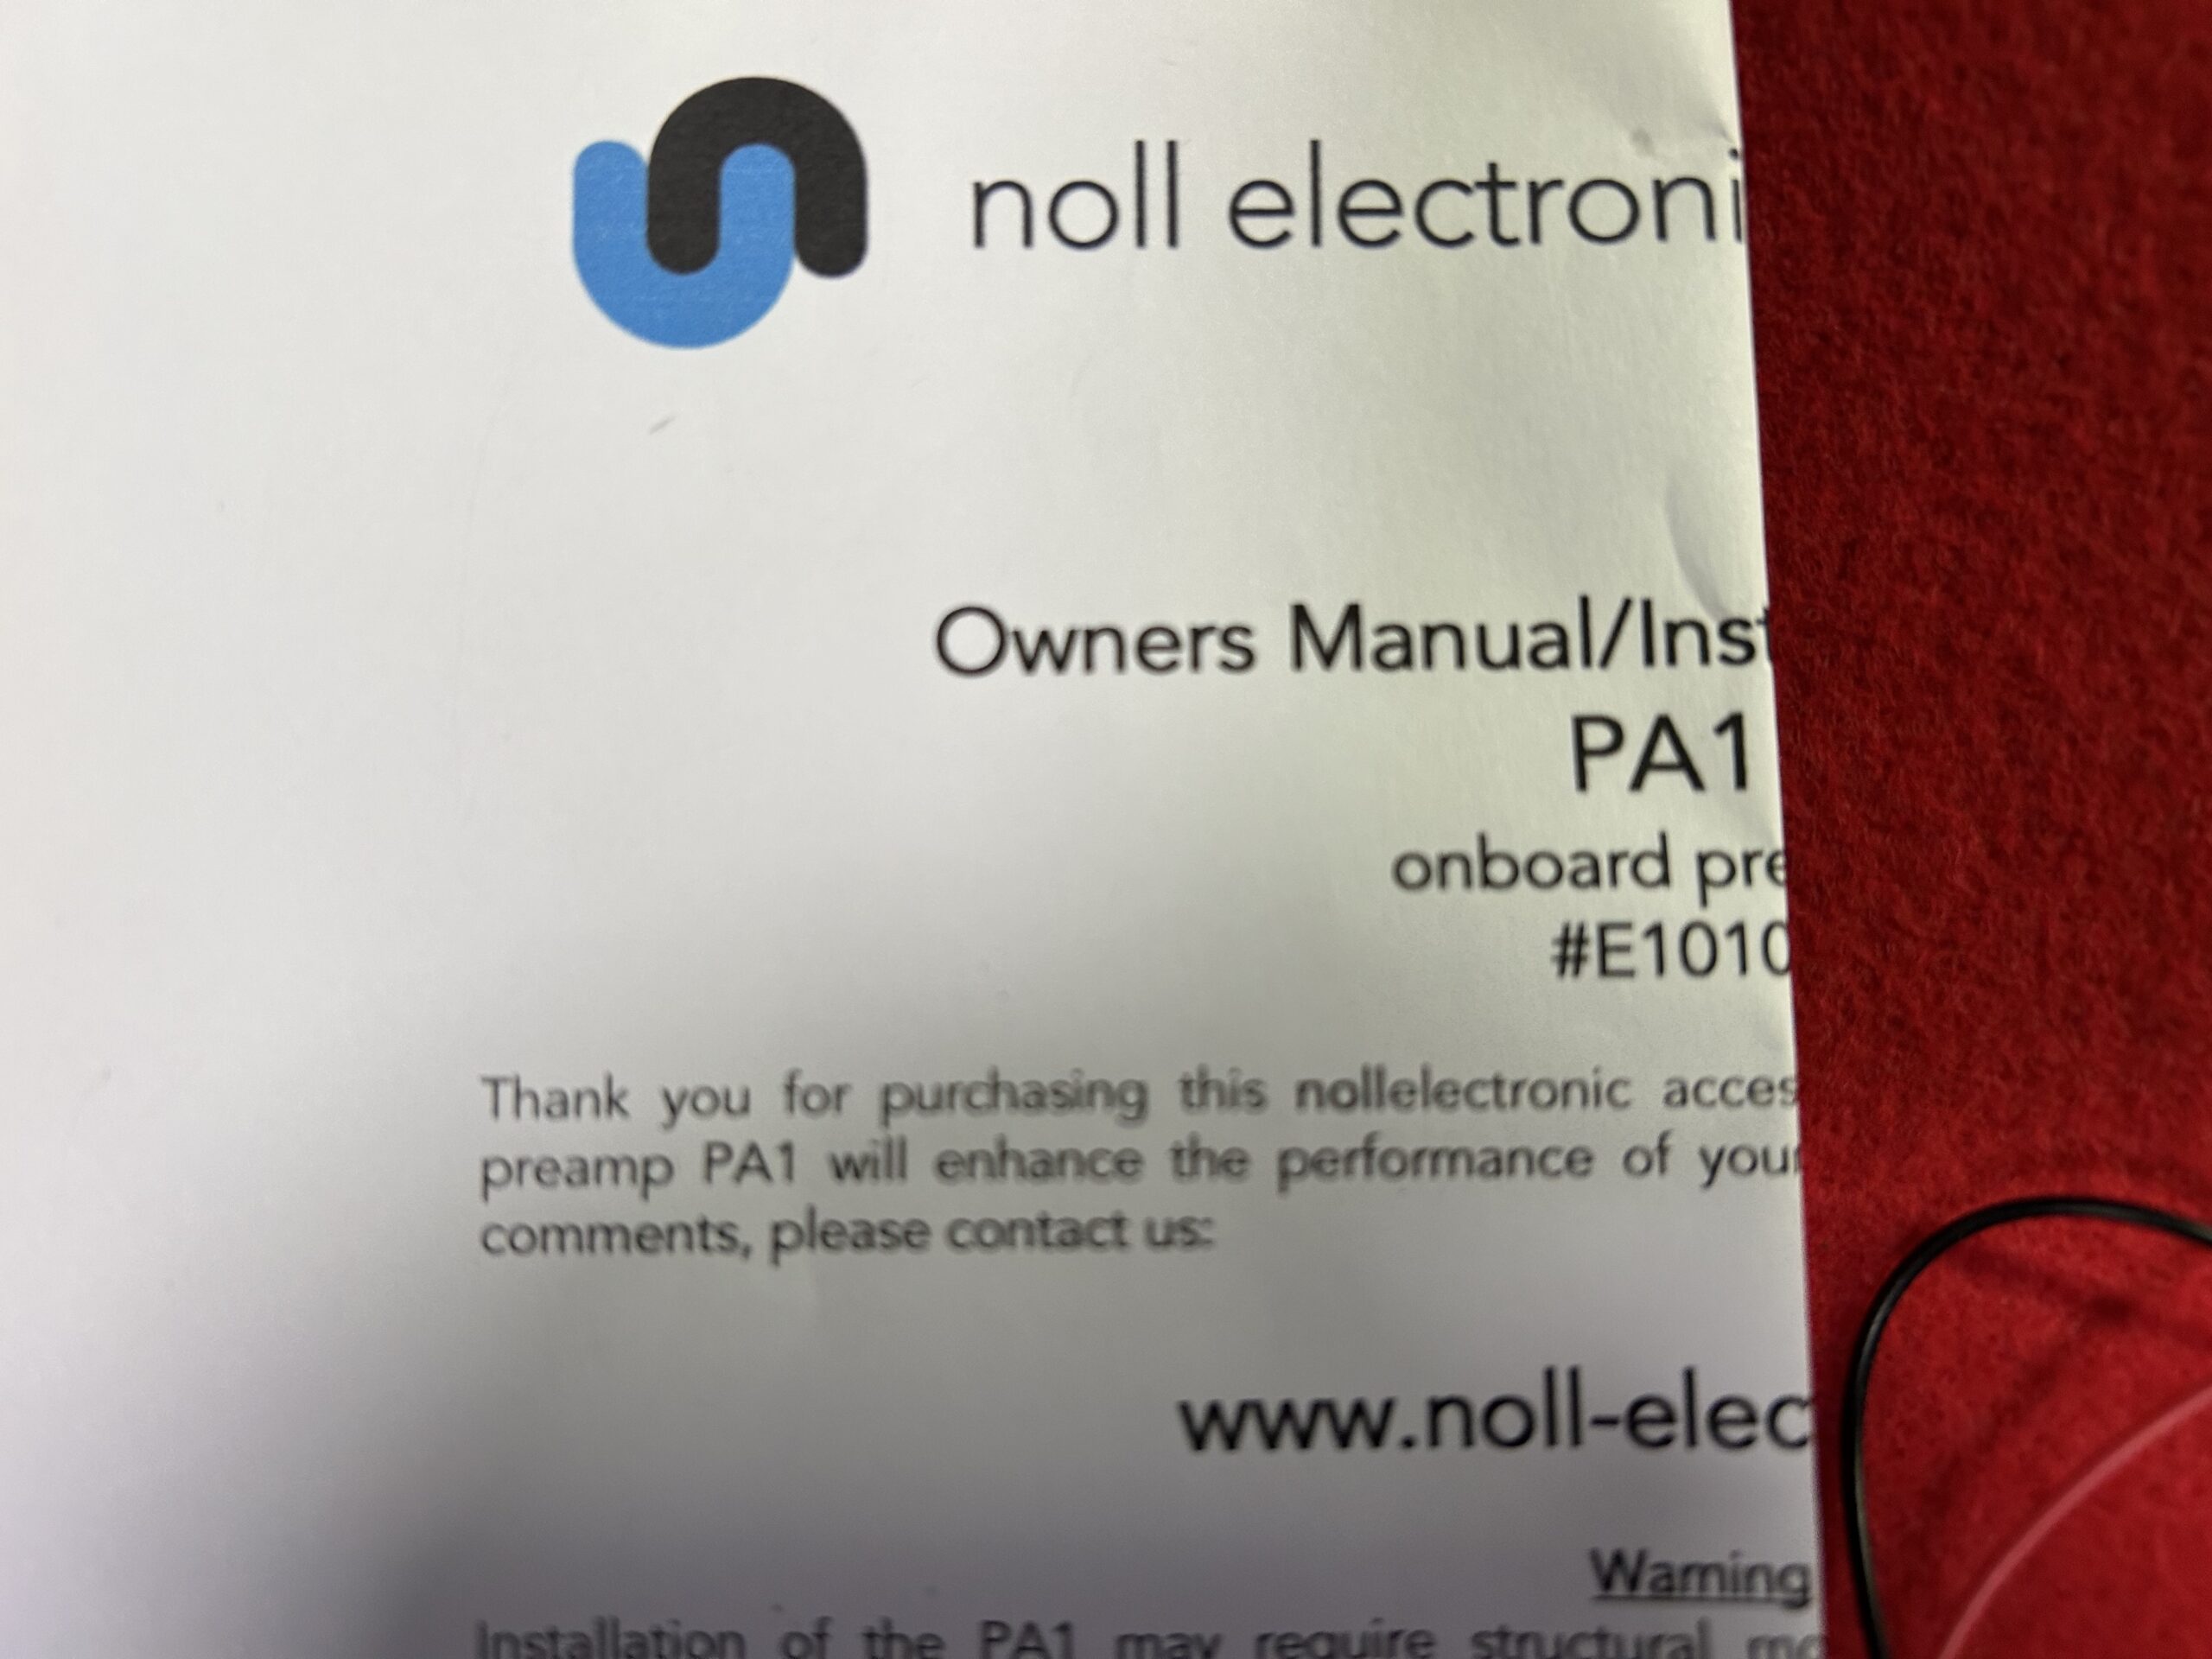 noll electroni
Owners Manual/Inst
PA1
onboard pre
#E1010
Thank you for purchasing this nollelectronic acces
preamp PA1 will enhance the performance of your
comments, please contact us:
www.noll-elec
Warning
Installation of the PA1 may require structural mo